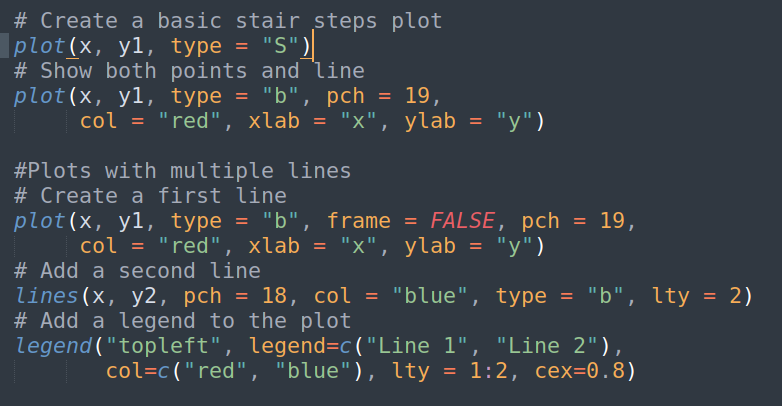 # Create a basic stair steps plot
plot(x, y1, type = "S")
# Show both points and line
plot(x, y1, type = "b", pch = 19,
     col = "red", xlab = "x", ylab = "y")

#Plots with multiple lines
# Create a first line
plot(x, y1, type = "b", frame = FALSE, pch = 19,
     col = "red", xlab = "x", ylab = "y")
# Add a second line
lines(x, y2, pch = 18, col = "blue", type = "b", lty = 2)
# Add a legend to the plot
legend("topleft", legend=c("Line 1", "Line 2"),
       col=c("red", "blue"), lty = 1:2, cex=0.8)